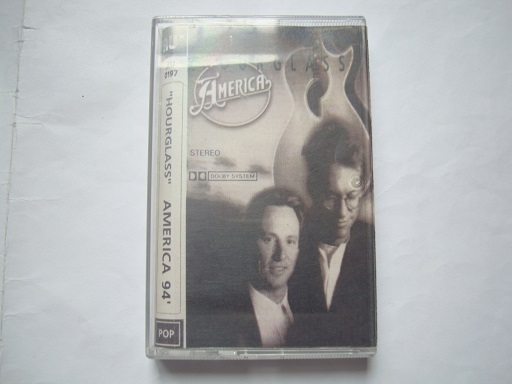 HOURGLASS
AMERICA
STEREO
DOLBY SYSTEM
2197
"HOURGLASS" AMERICA 94'
POP